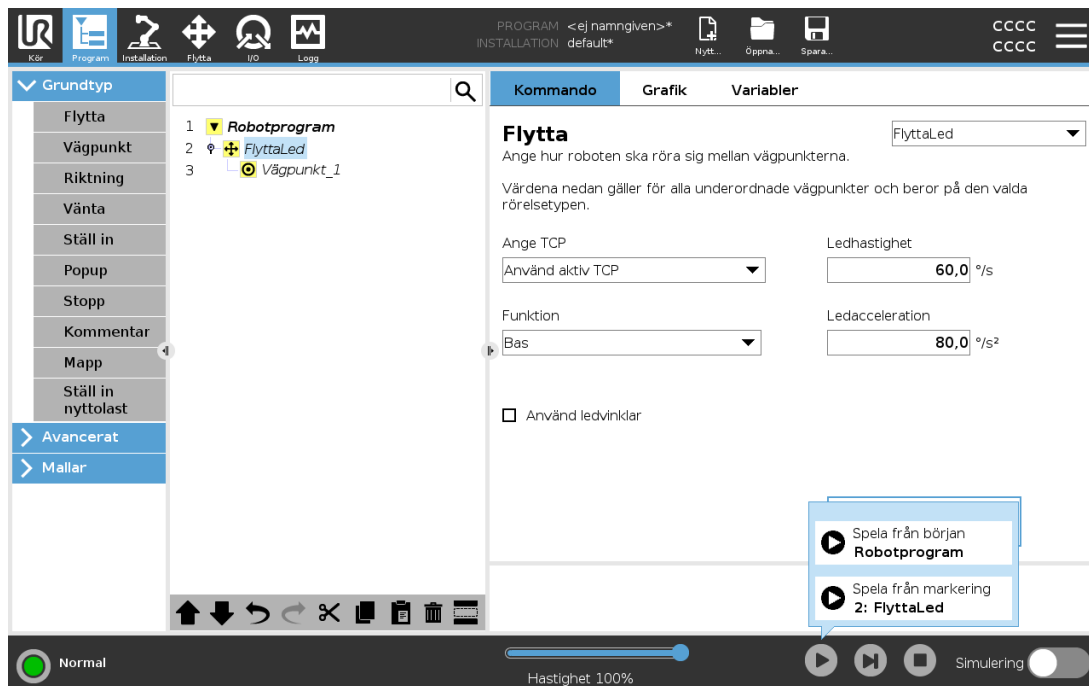 UR
Kör
Program
Installation
Flytta
I/O
Logg
PROGRAM <ej namngiven>*
INSTALLATION default*
Nytt...
Öppna...
Spara...
CCCC
CCCC
Grundtyp
Flytta
Vägpunkt
Riktning
Vänta
Ställ in
Popup
Stopp
Kommentar
Mapp
Ställ in
nyttolast
Avancerat
Mallar
1 Robotprogram
2 FlyttaLed
3 Vägpunkt_1
Kommando
Grafik
Variabler
Flytta
FlyttaLed
Ange hur roboten ska röra sig mellan vägpunkterna.
Värdena nedan gäller för alla underordnade vägpunkter och beror på den valda
rörelsetypen.
Ange TCP
Ledhastighet
Använd aktiv TCP
60,0 °/s
Funktion
Ledacceleration
Bas
80,0 °/s²
Använd ledvinklar
Spela från början
Robotprogram
Spela från markering
2: FlyttaLed
Normal
Hastighet 100%
Simulering